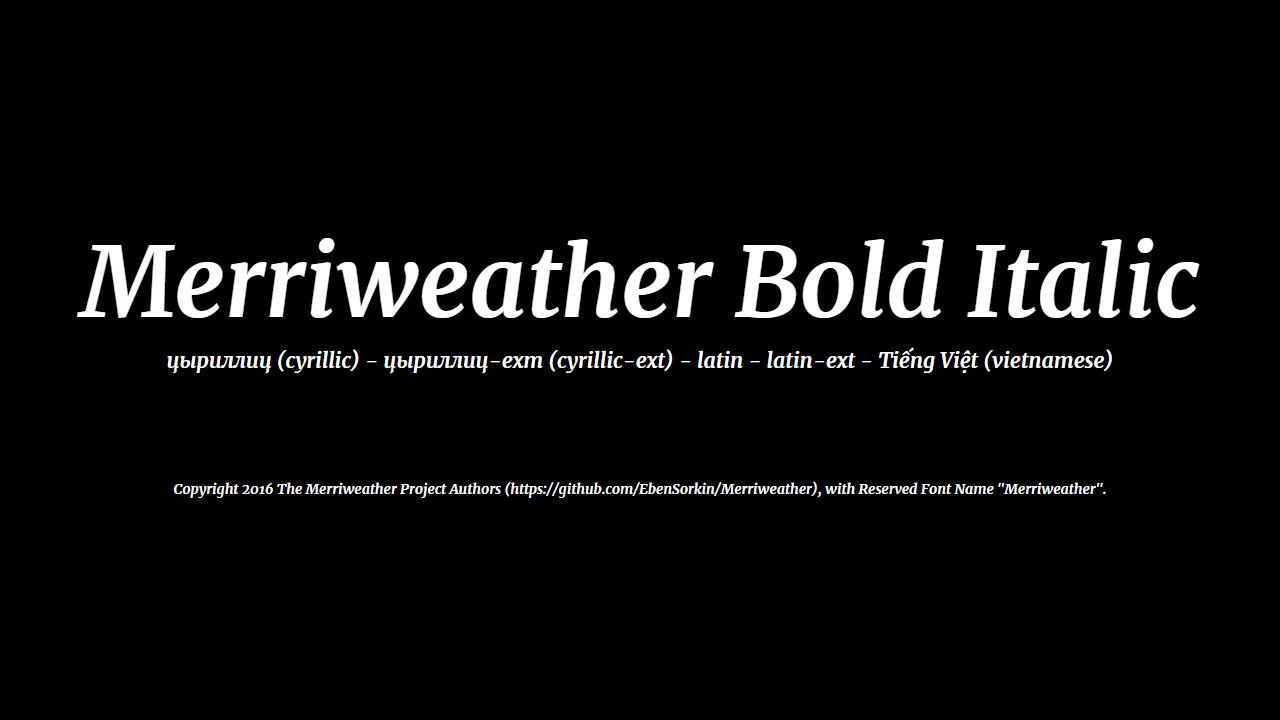 Merriweather Bold Italic
цыриллиц (cyrillic) - цыриллиц-ext (cyrillic-ext) - latin - latin-ext - Tiếng Việt (vietnamese)
Copyright 2016 The Merriweather Project Authors (https://github.com/EbenSorkin/Merriweather), with Reserved Font Name "Merriweather".